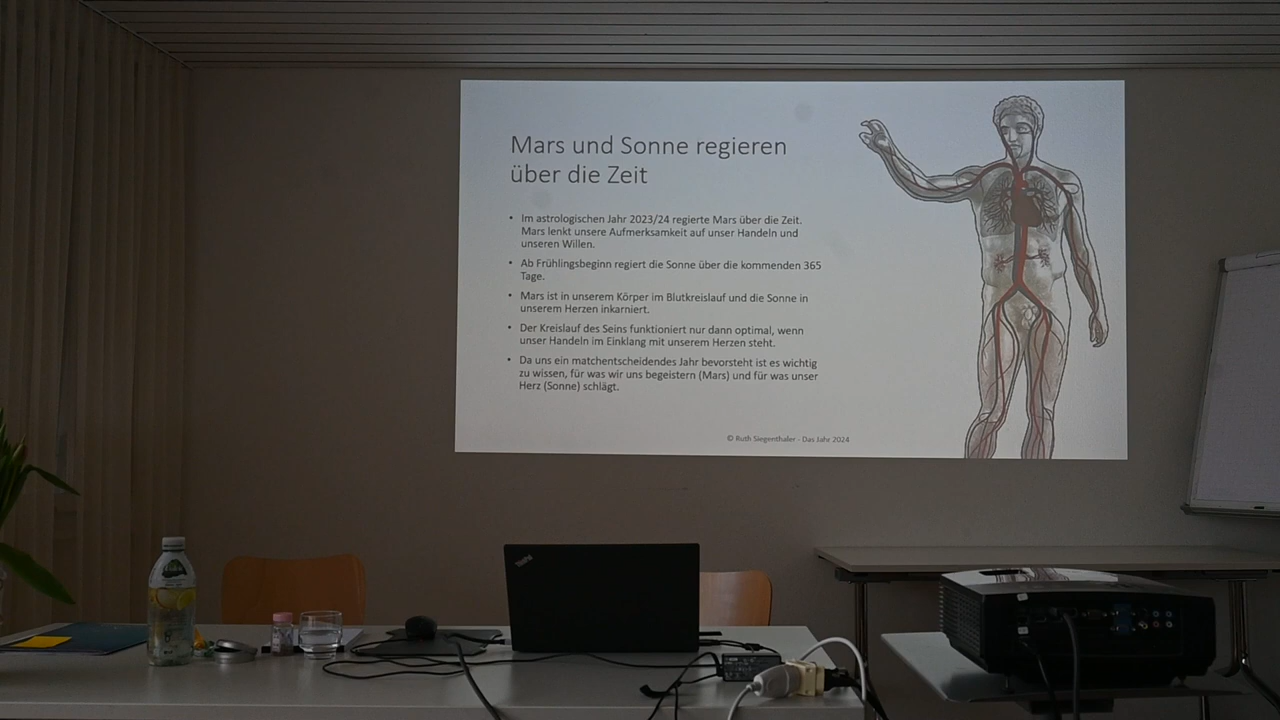 Mars und Sonne regieren
über die Zeit
• Im astrologischen Jahr 2023/24 regierte Mars über die Zeit.
Mars lenkt unsere Aufmerksamkeit auf unser Handeln und
unseren Willen.
• Ab Frühlingsbeginn regiert die Sonne über die kommenden 365
Tage.
• Mars ist in unserem Körper im Blutkreislauf und die Sonne in
unserem Herzen inkarniert.
• Der Kreislauf des Seins funktioniert nur dann optimal, wenn
unser Handeln im Einklang mit unserem Herzen steht.
• Da uns ein matchentscheidendes Jahr bevorsteht ist es wichtig
zu wissen, für was wir uns begeistern (Mars) und für was unser
Herz (Sonne) schlägt.
© Ruth Siegenthaler - Das Jahr 2024
ThinkPad